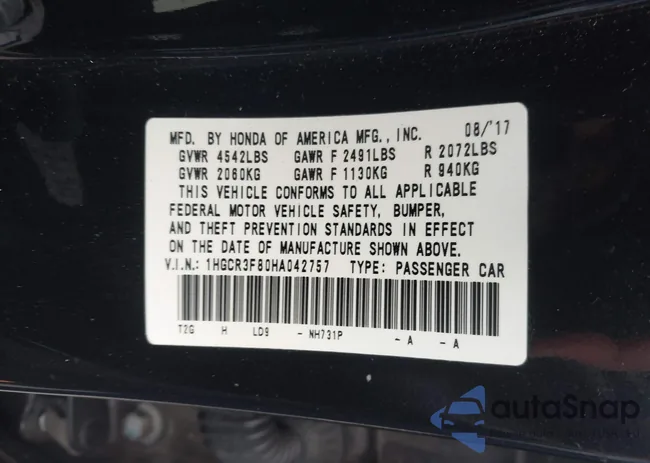 MFD. BY HONDA OF AMERICA MFG., INC. 08/'17
GVWR 4542LBS GAWR F 2491LBS R 2072LBS
GVWR 2060KG GAWR F 1130KG R 940KG
THIS VEHICLE CONFORMS TO ALL APPLICABLE
FEDERAL MOTOR VEHICLE SAFETY, BUMPER,
AND THEFT PREVENTION STANDARDS IN EFFECT
ON THE DATE OF MANUFACTURE SHOWN ABOVE.
V.I.N.: 1HGCR3F80HA042757 TYPE: PASSENGER CAR
T2G H LD9 - NH731P - A - A
autoSnap